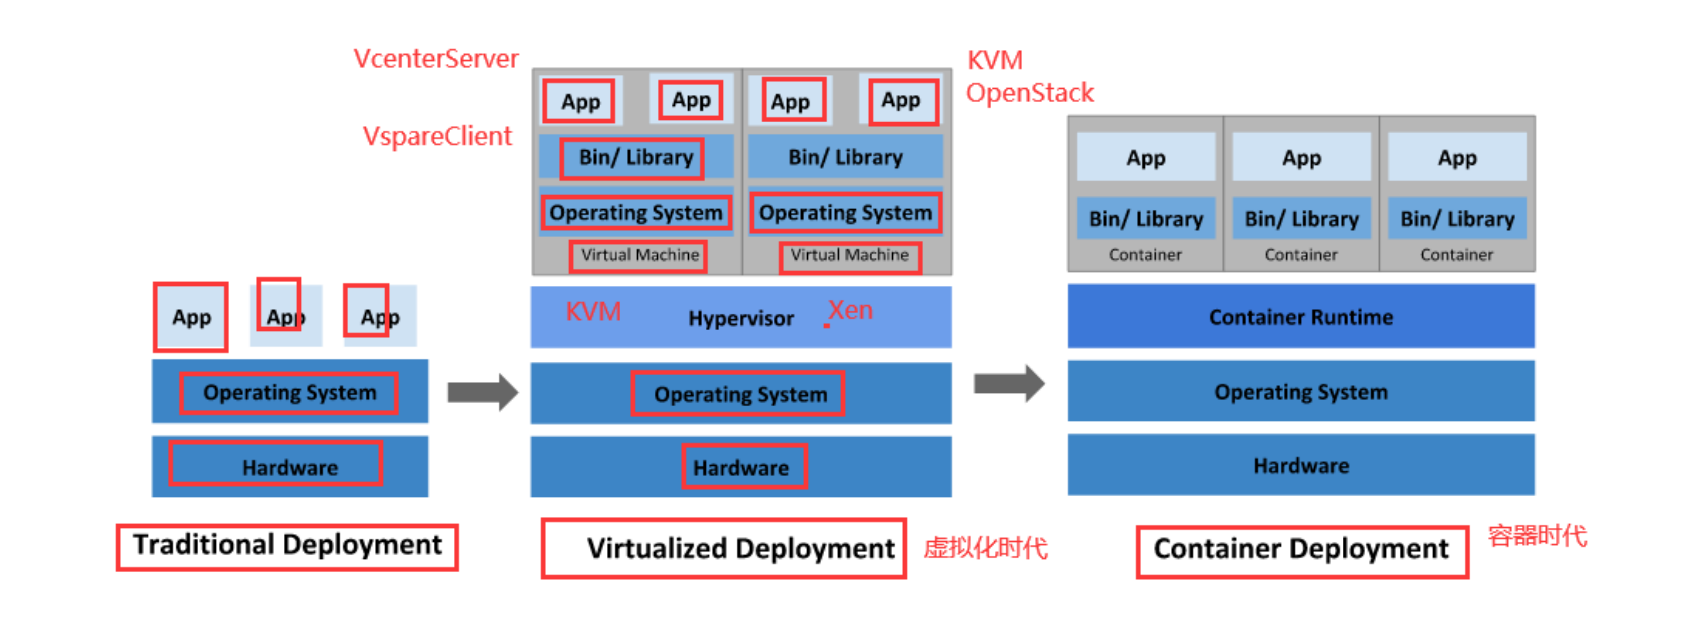 VcenterServer
VspareClient
KVM
OpenStack
App
App
App
Operating System
Hardware
Traditional Deployment
App App App App
Bin/ Library Bin/ Library
Operating System Operating System
Virtual Machine Virtual Machine
KVM Hypervisor Xen
Operating System
Hardware
Virtualized Deployment
虚拟化时代
App App App
Bin/ Library Bin/ Library Bin/ Library
Container Container Container
Container Runtime
Operating System
Hardware
Container Deployment
容器时代